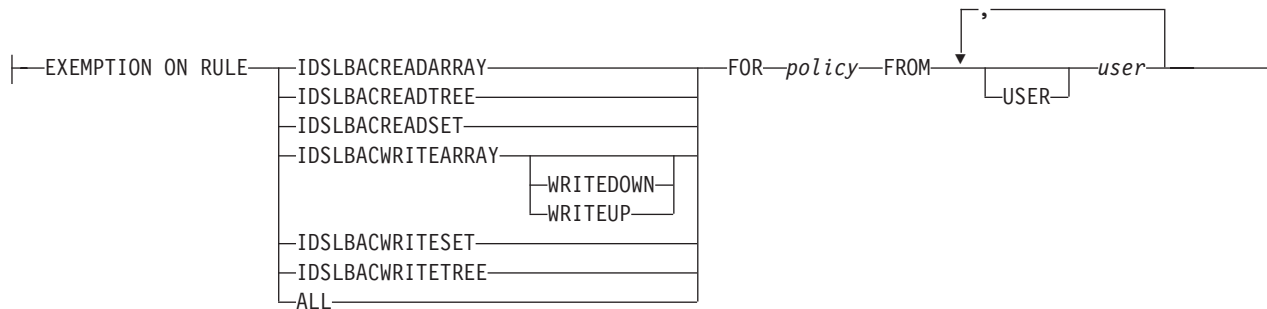 ,
EXEMPTION ON RULE IDSLBACREADARRAY FOR policy FROM user
IDSLBACREADTREE USER
IDSLBACREADSET
IDSLBACWRITEARRAY
WRITEDOWN
WRITEUP
IDSLBACWRITESET
IDSLBACWRITETREE
ALL